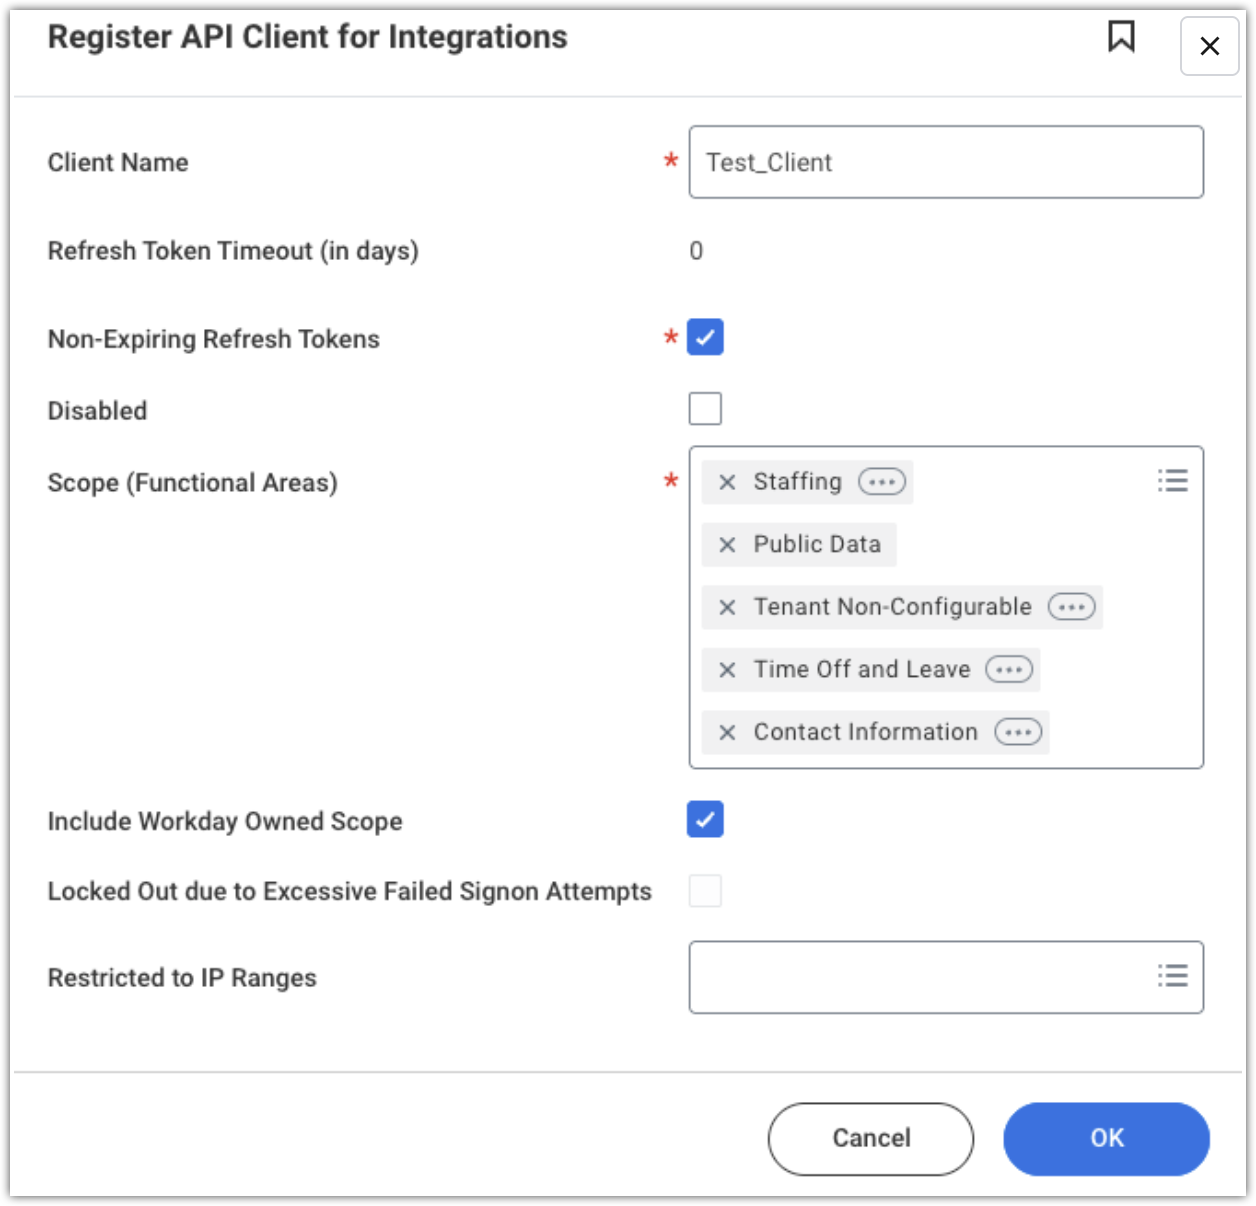 Register API Client for Integrations
Client Name * Test_Client
Refresh Token Timeout (in days) 0
Non-Expiring Refresh Tokens *
Disabled
Scope (Functional Areas) * Staffing
Public Data
Tenant Non-Configurable
Time Off and Leave
Contact Information
Include Workday Owned Scope
Locked Out due to Excessive Failed Signon Attempts
Restricted to IP Ranges
Cancel OK